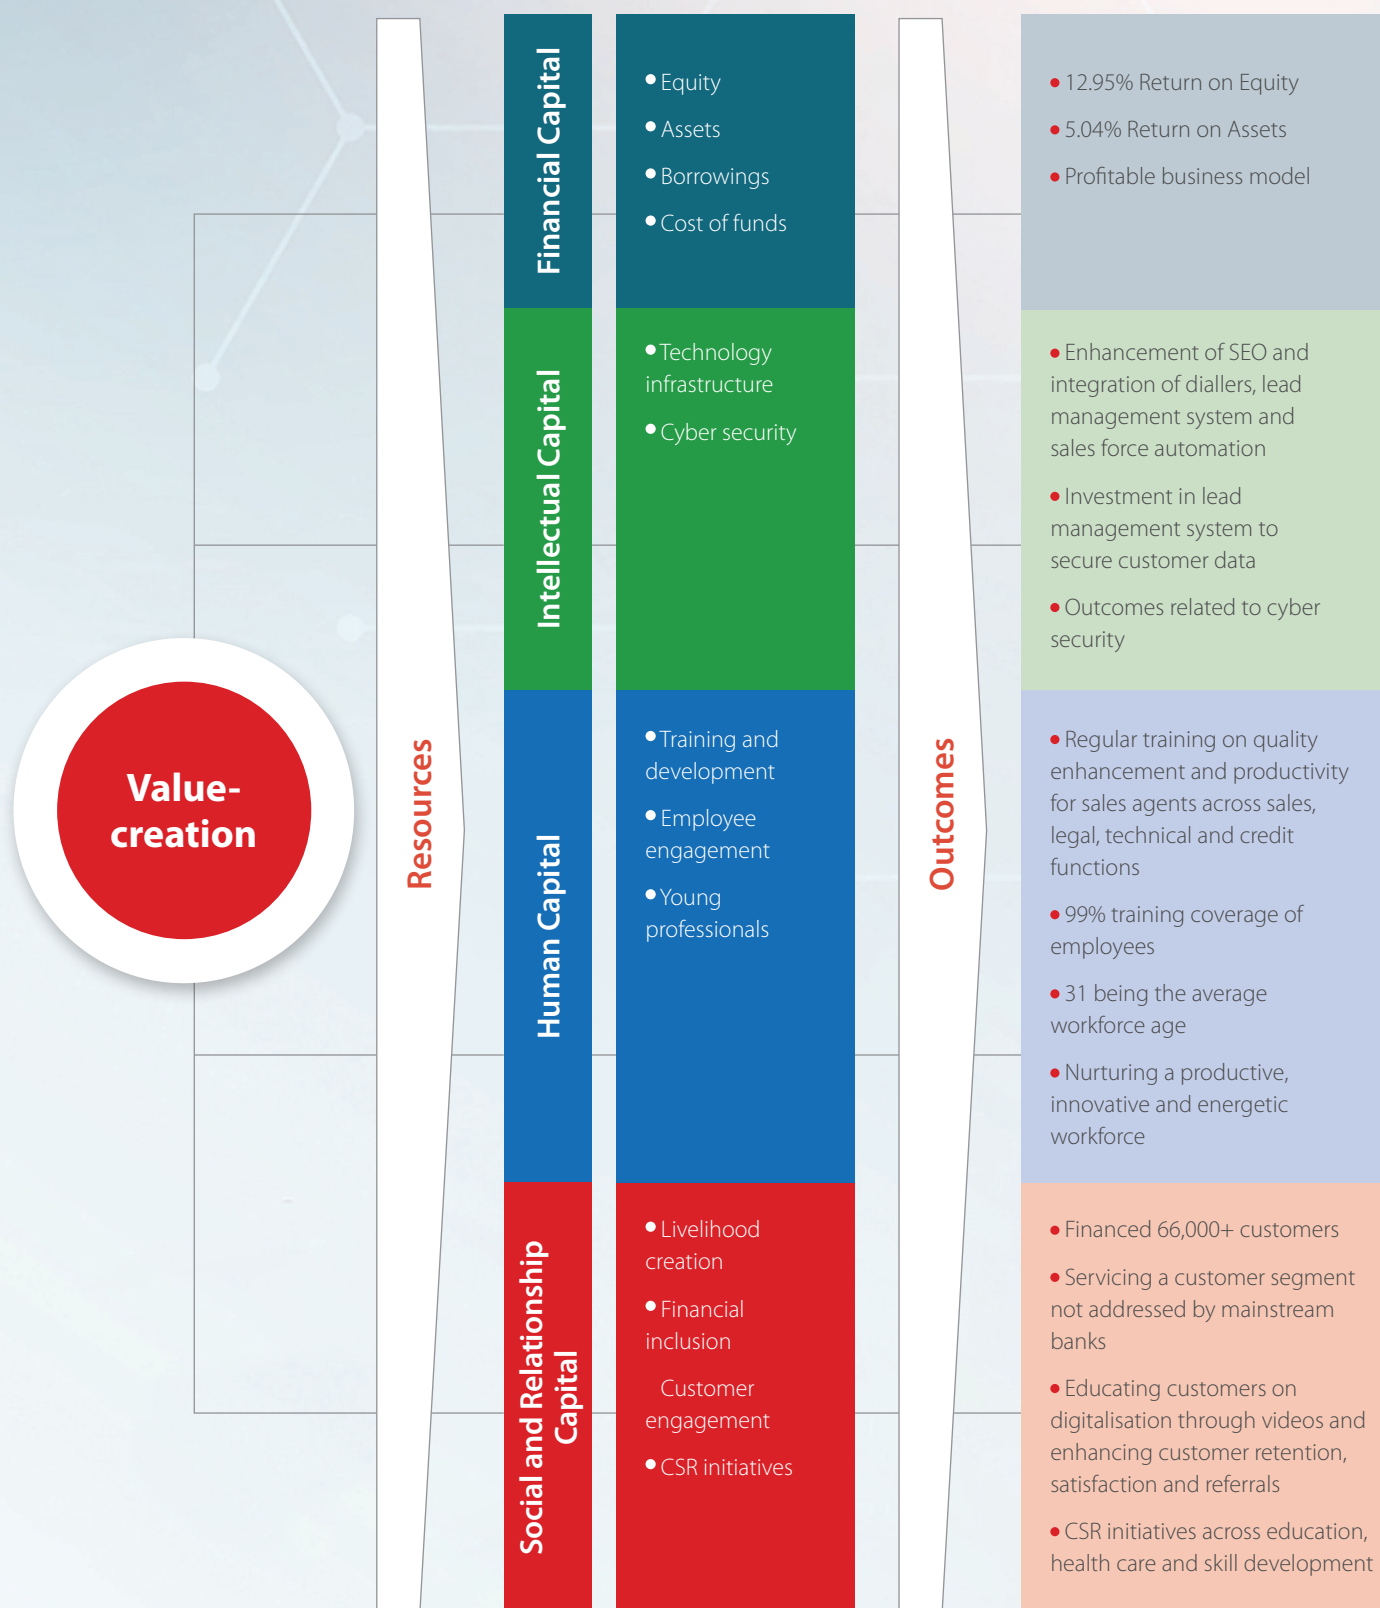 Value-
creation
Resources
Financial Capital
• Equity
• Assets
• Borrowings
• Cost of funds
Intellectual Capital
• Technology
infrastructure
• Cyber security
Human Capital
• Training and
development
• Employee
engagement
• Young
professionals
Social and Relationship
Capital
• Livelihood
creation
• Financial
inclusion
Customer
engagement
• CSR initiatives
Outcomes
• 12.95% Return on Equity
• 5.04% Return on Assets
• Profitable business model
• Enhancement of SEO and
integration of diallers, lead
management system and
sales force automation
• Investment in lead
management system to
secure customer data
• Outcomes related to cyber
security
• Regular training on quality
enhancement and productivity
for sales agents across sales,
legal, technical and credit
functions
• 99% training coverage of
employees
• 31 being the average
workforce age
• Nurturing a productive,
innovative and energetic
workforce
• Financed 66,000+ customers
• Servicing a customer segment
not addressed by mainstream
banks
• Educating customers on
digitalisation through videos and
enhancing customer retention,
satisfaction and referrals
• CSR initiatives across education,
health care and skill development